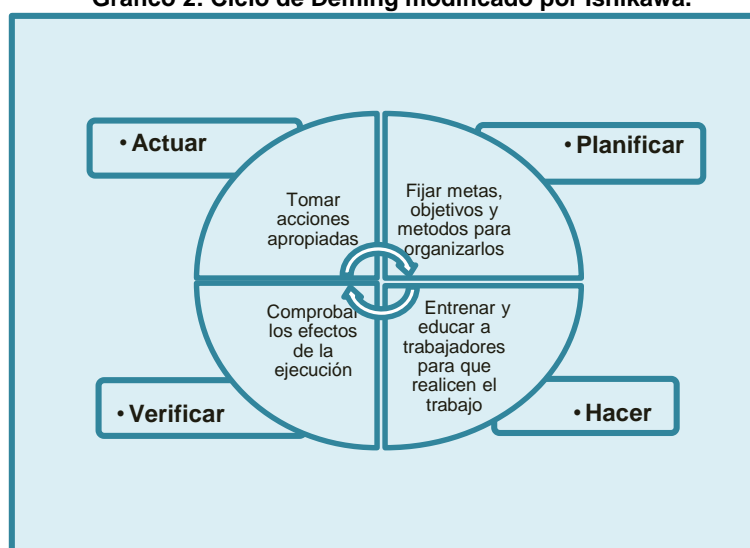 Gráfico 2. Ciclo de Deming modificado por Ishikawa.
• Actuar
• Planificar
Tomar
acciones
apropiadas
Fijar metas,
objetivos y
metodos para
organizarlos
Comprobar
los efectos
de la
ejecución
Entrenar y
educar a
trabajadores
para que
realicen el
trabajo
• Verificar
• Hacer